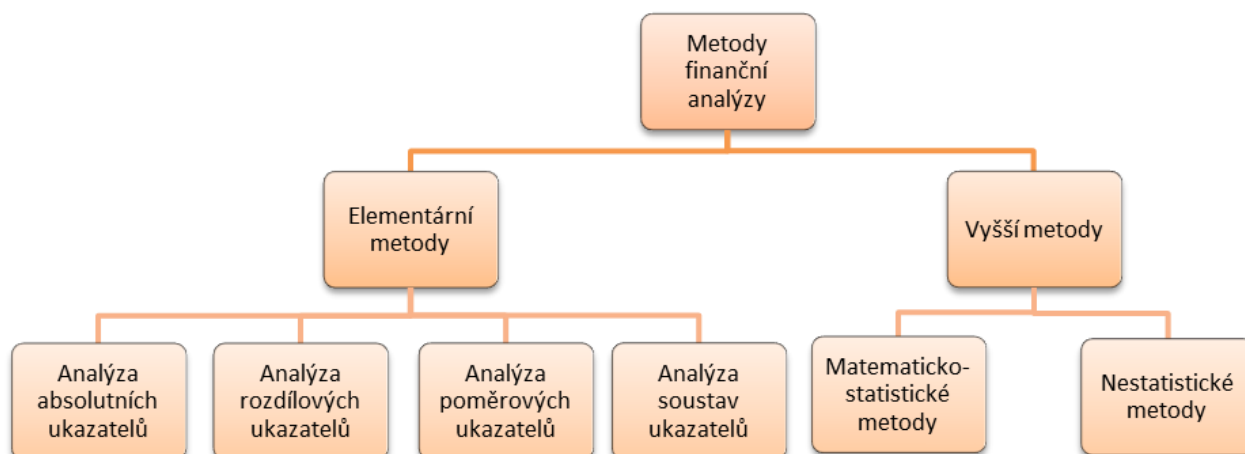 Metody
finanční
analýzy
Elementární
metody
Vyšší metody
Analýza
absolutních
ukazatelů
Analýza
rozdílových
ukazatelů
Analýza
poměrových
ukazatelů
Analýza
soustav
ukazatelů
Matematicko-
statistické
metody
Nestatistické
metody